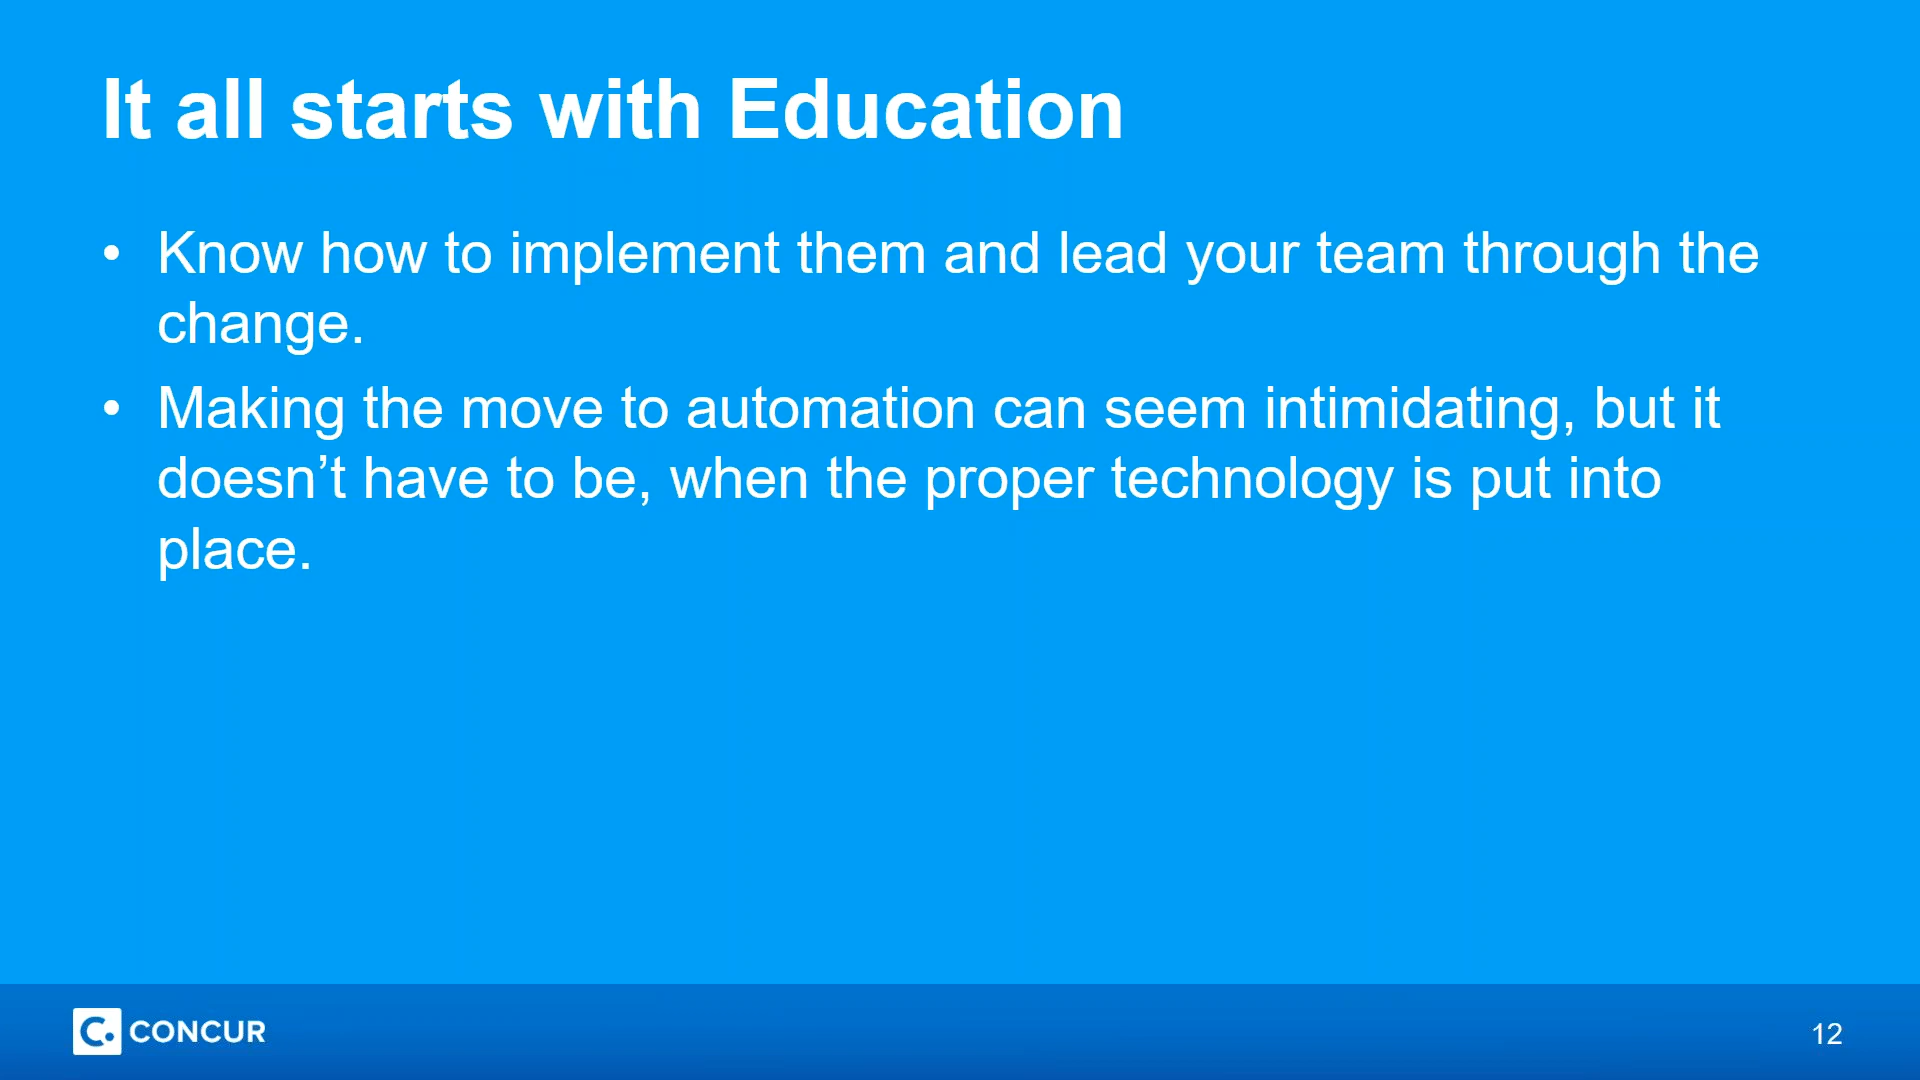 It all starts with Education
• Know how to implement them and lead your team through the
change.
• Making the move to automation can seem intimidating, but it
doesn’t have to be, when the proper technology is put into
place.
C. CONCUR
12